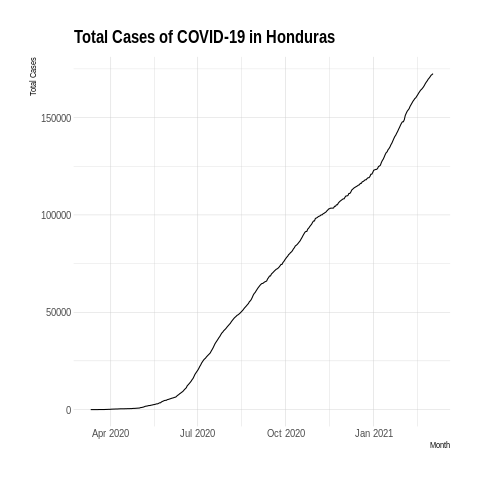 Total Cases of COVID-19 in Honduras
Total Cases
150000
100000
50000
0
Apr 2020
Jul 2020
Oct 2020
Jan 2021
Month